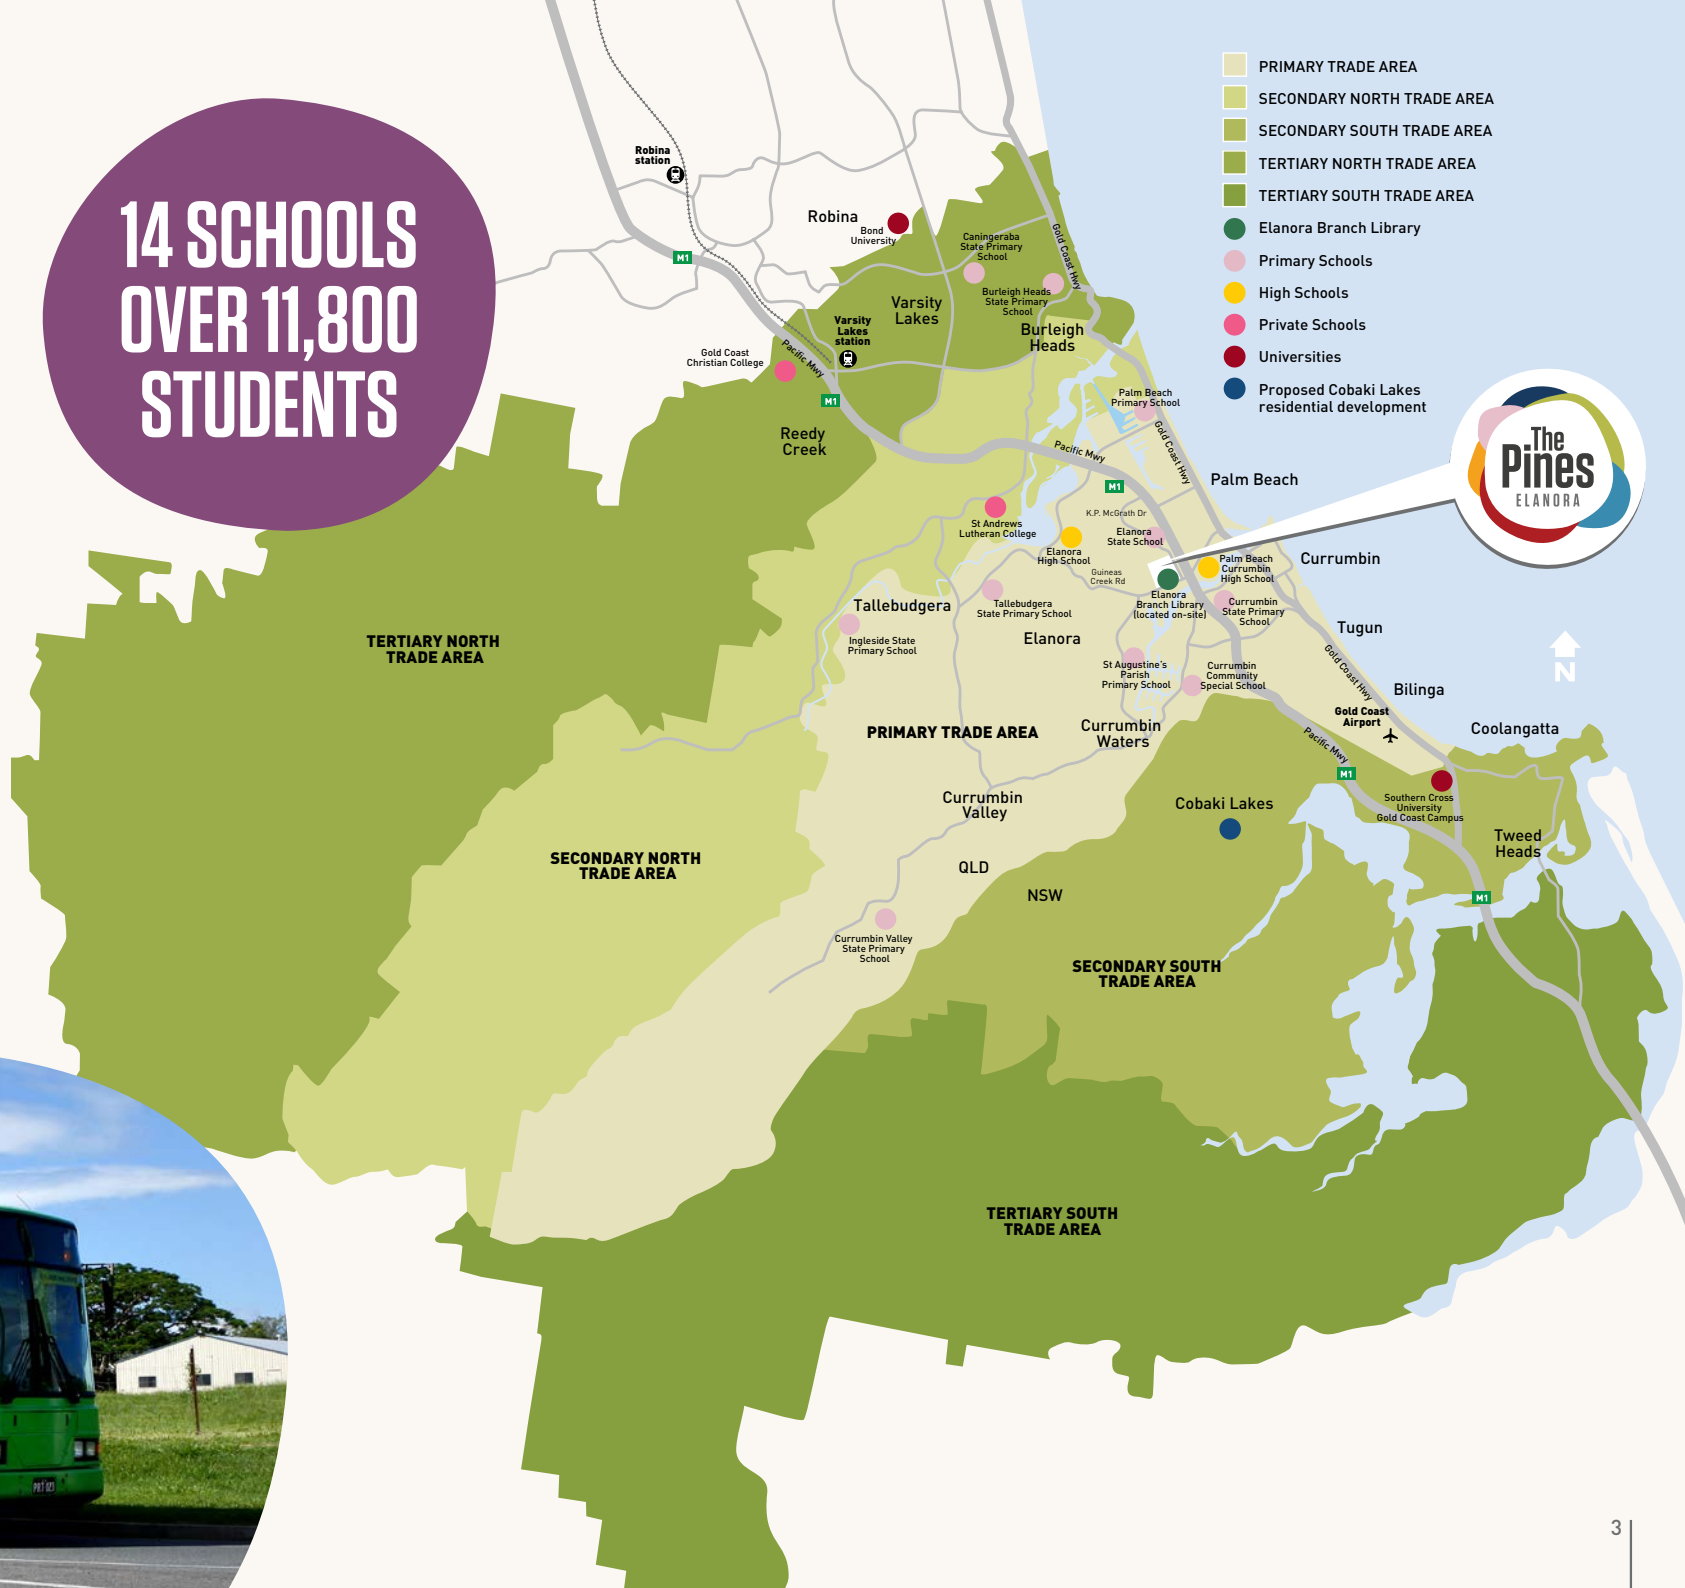 14 SCHOOLS
OVER 11,800
STUDENTS
PRIMARY TRADE AREA
SECONDARY NORTH TRADE AREA
SECONDARY SOUTH TRADE AREA
TERTIARY NORTH TRADE AREA
TERTIARY SOUTH TRADE AREA
Elanora Branch Library
Primary Schools
High Schools
Private Schools
Universities
Proposed Cobaki Lakes
residential development
The
Pines
ELANORA
Robina
station
M1
Robina
Bond
University
Caningeraba
State Primary
School
Gold Coast Hwy
Burleigh Heads
State Primary
School
Varsity
Lakes
Varsity
Lakes
station
Burleigh
Heads
Gold Coast
Christian College
Pacific Mwy
M1
Palm Beach
Primary School
Reedy
Creek
Pacific Mwy
Gold Coast Hwy
M1
Palm Beach
K.P. McGrath Dr
St Andrews
Lutheran College
Elanora
State School
Elanora
High School
Palm Beach
Currumbin
High School
Currumbin
Guineas
Creek Rd
Elanora
Branch Library
(located on-site)
Currumbin
State Primary
School
Tallebudgera
Tallebudgera
State Primary School
Ingleside State
Primary School
Elanora
Tugun
TERTIARY NORTH
TRADE AREA
St Augustine's
Parish
Primary School
Currumbin
Community
Special School
Gold Coast Hwy
N
Bilinga
Gold Coast
Airport
Coolangatta
PRIMARY TRADE AREA
Currumbin
Waters
Pacific Mwy
M1
Currumbin
Valley
Cobaki Lakes
Southern Cross
University
Gold Coast Campus
Tweed
Heads
SECONDARY NORTH
TRADE AREA
QLD
NSW
M1
Currumbin Valley
State Primary
School
SECONDARY SOUTH
TRADE AREA
TERTIARY SOUTH
TRADE AREA
3